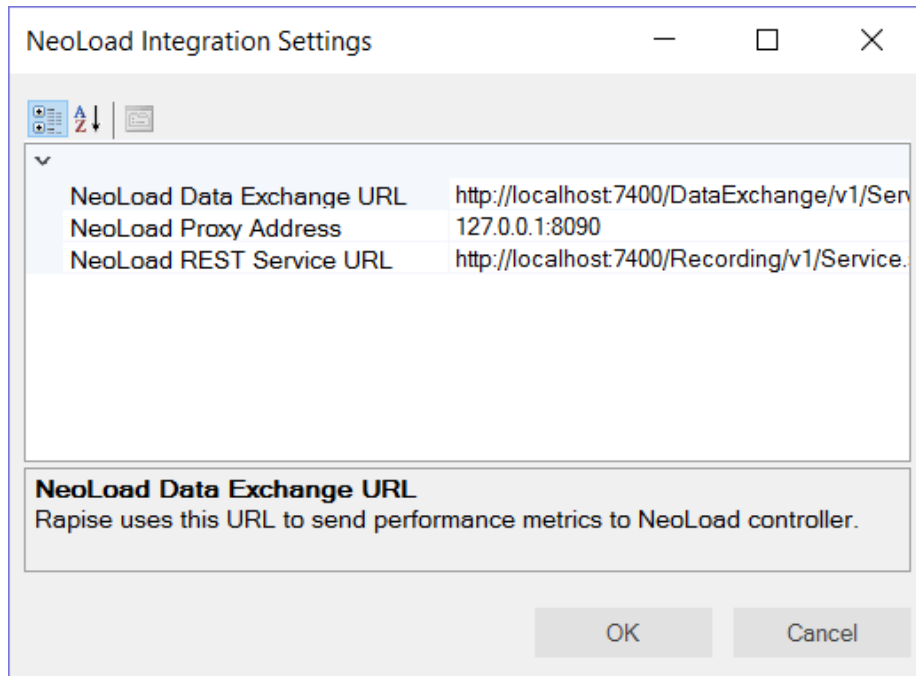 NeoLoad Integration Settings
NeoLoad Data Exchange URL http://localhost:7400/DataExchange/v1/Serv
NeoLoad Proxy Address 127.0.0.1:8090
NeoLoad REST Service URL http://localhost:7400/Recording/v1/Service.
NeoLoad Data Exchange URL
Rapise uses this URL to send performance metrics to NeoLoad controller.
OK Cancel